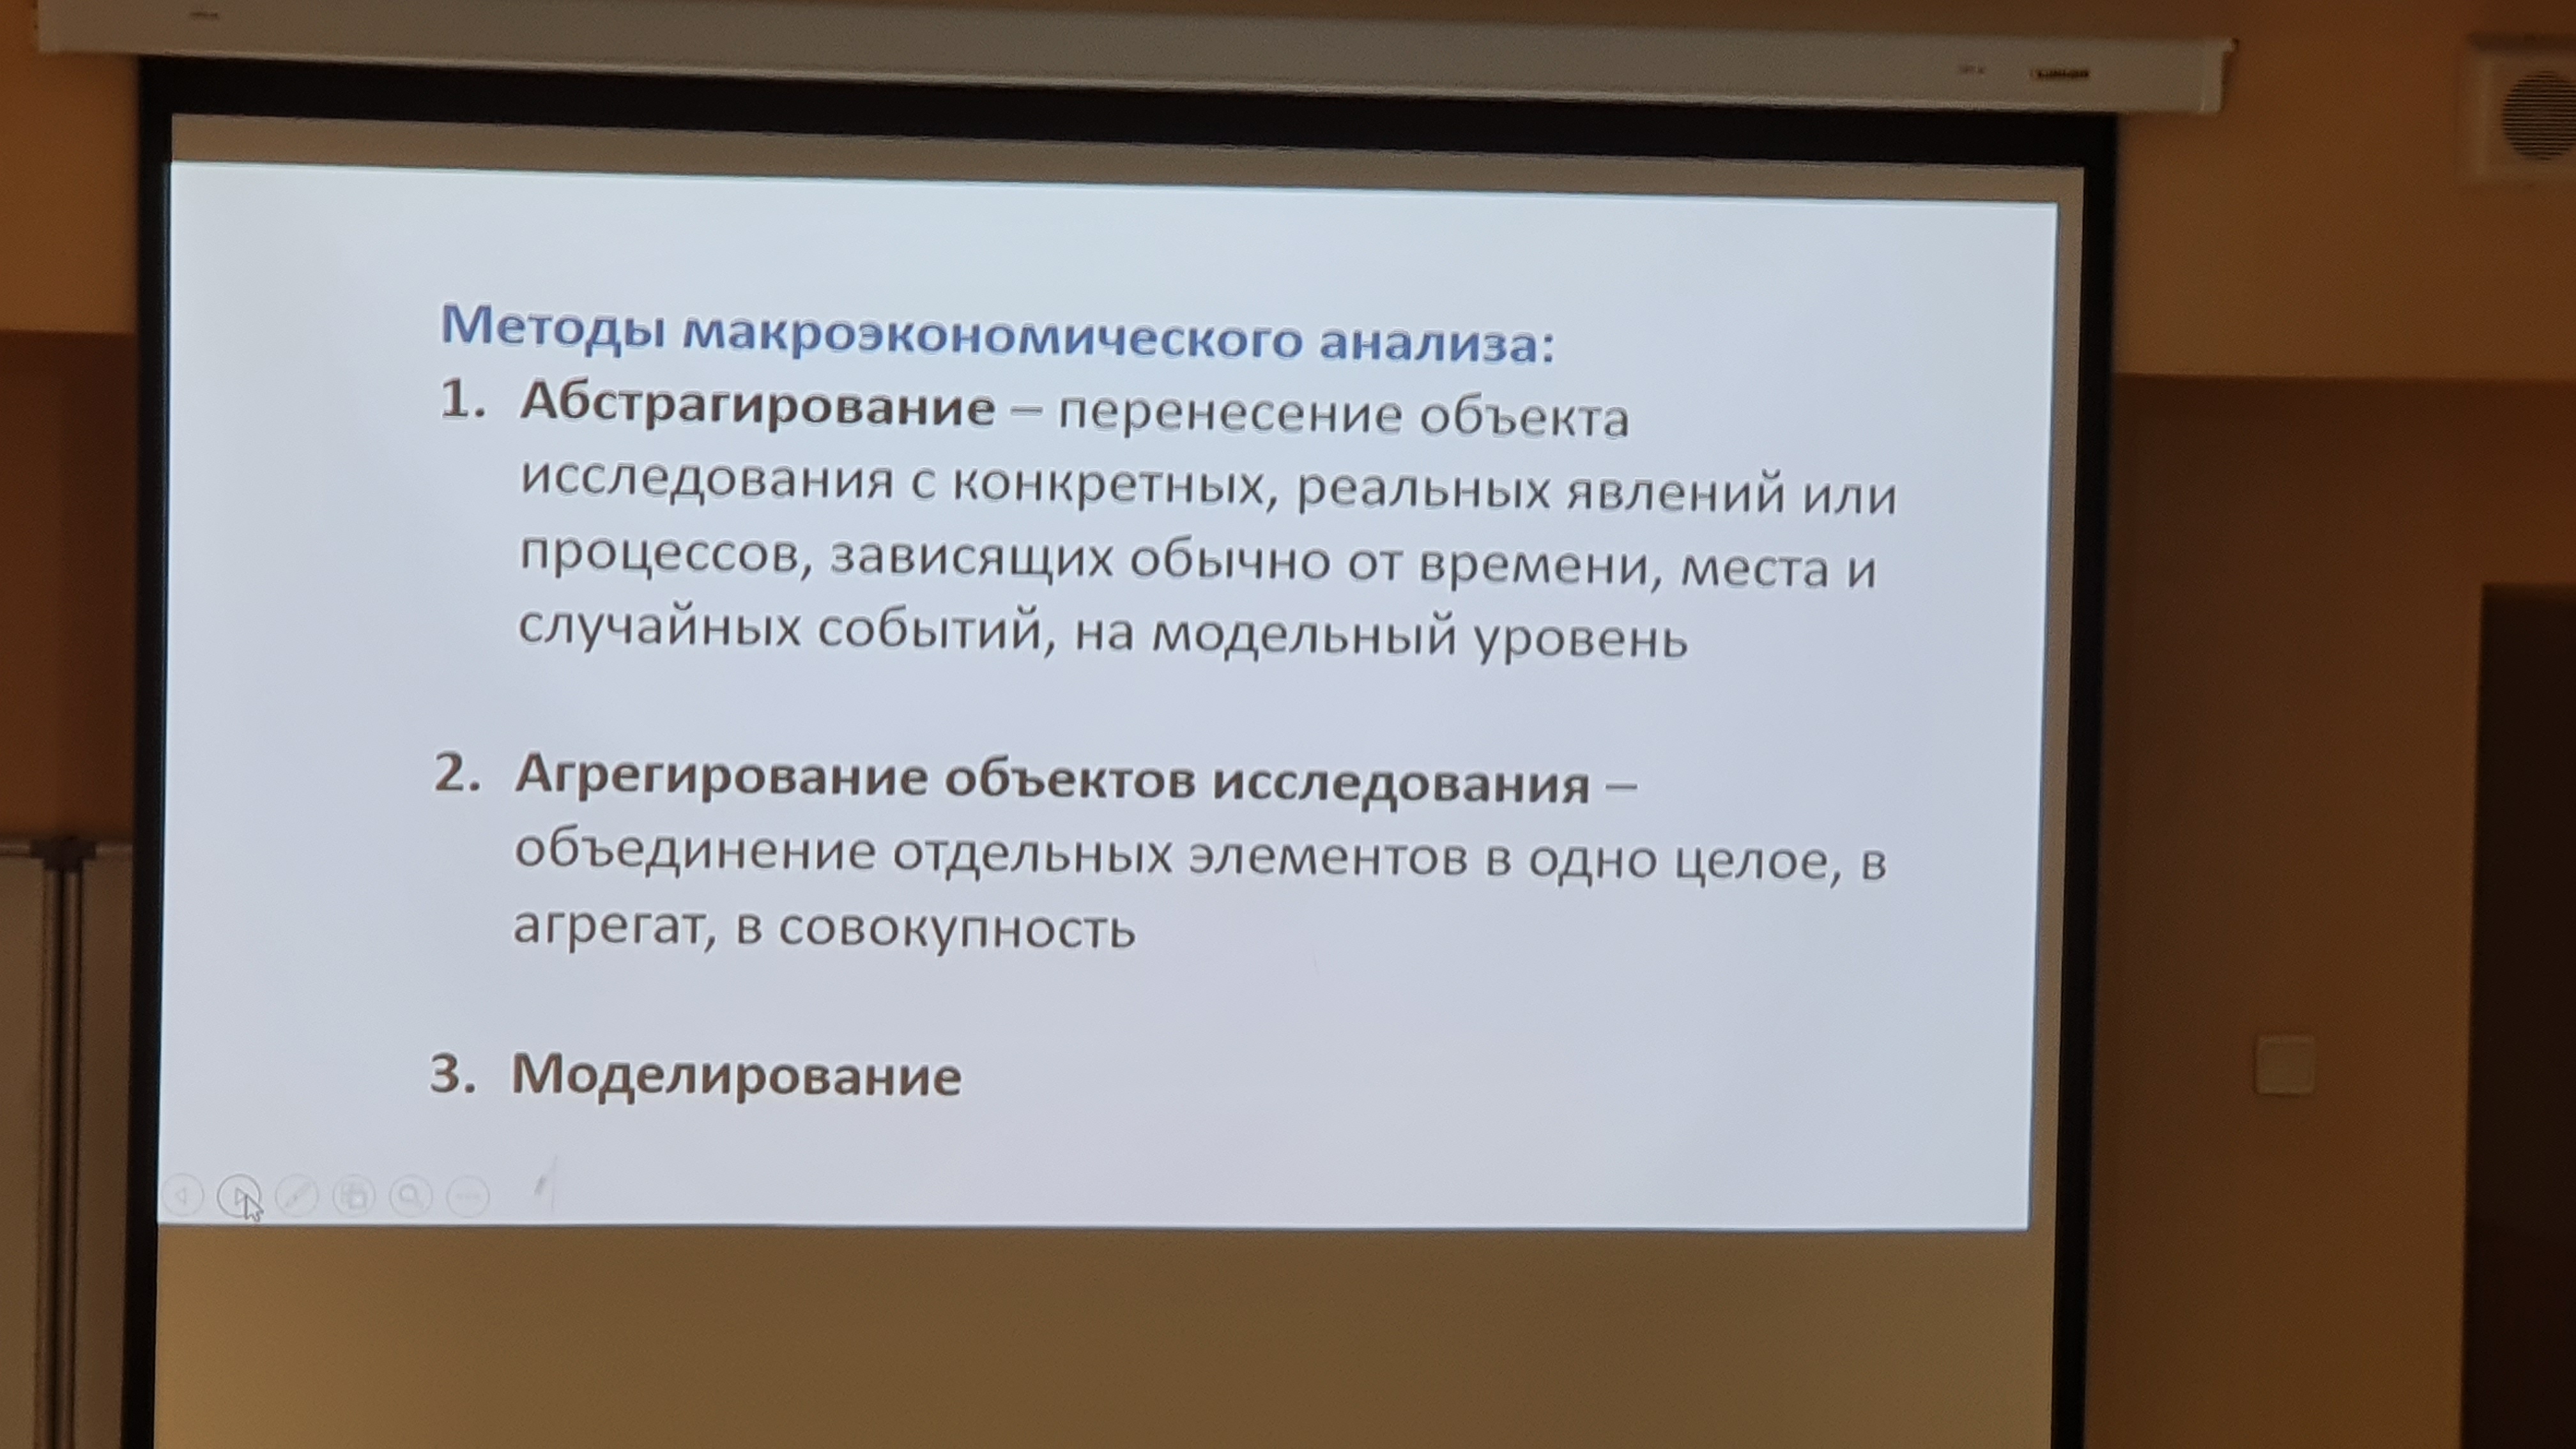 Методы макроэкономического анализа:
1. Абстрагирование – перенесение объекта
исследования с конкретных, реальных явлений или
процессов, зависящих обычно от времени, места и
случайных событий, на модельный уровень
2. Агрегирование объектов исследования –
объединение отдельных элементов в одно целое, в
агрегат, в совокупность
3. Моделирование